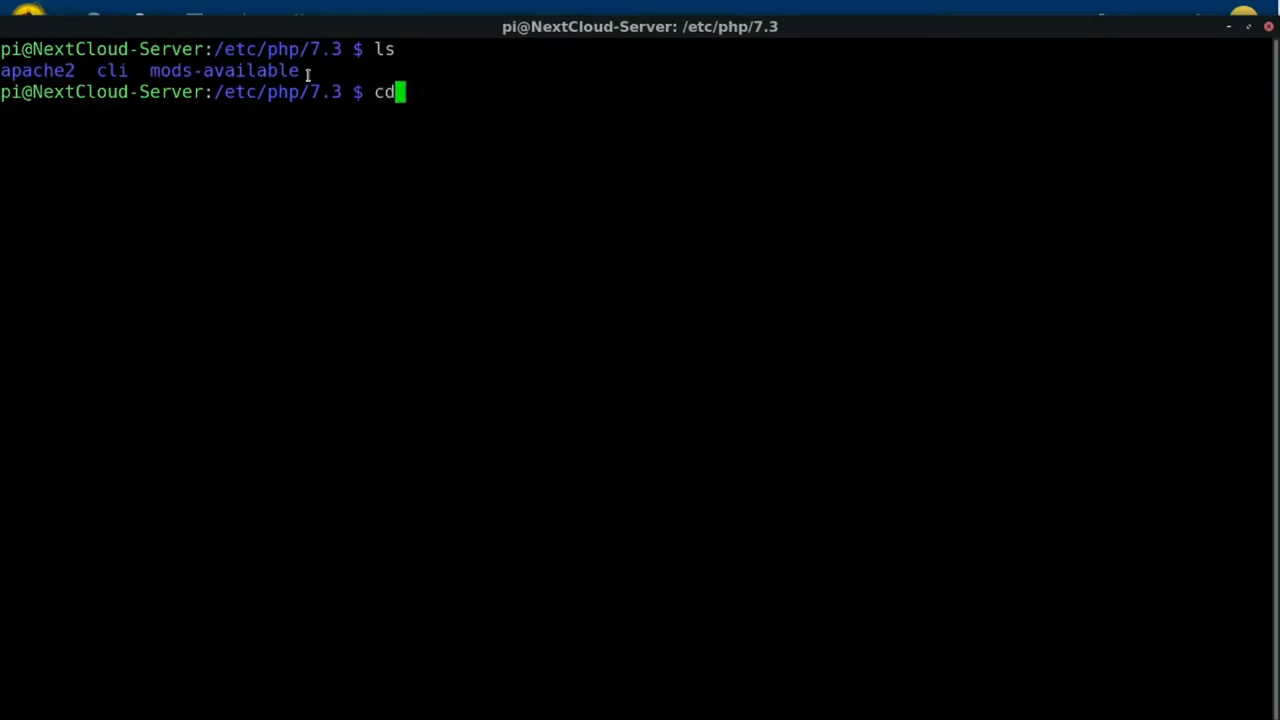 pi@NextCloud-Server: /etc/php/7.3
pi@NextCloud-Server:/etc/php/7.3 $ ls
apache2  cli  mods-available
pi@NextCloud-Server:/etc/php/7.3 $ cd